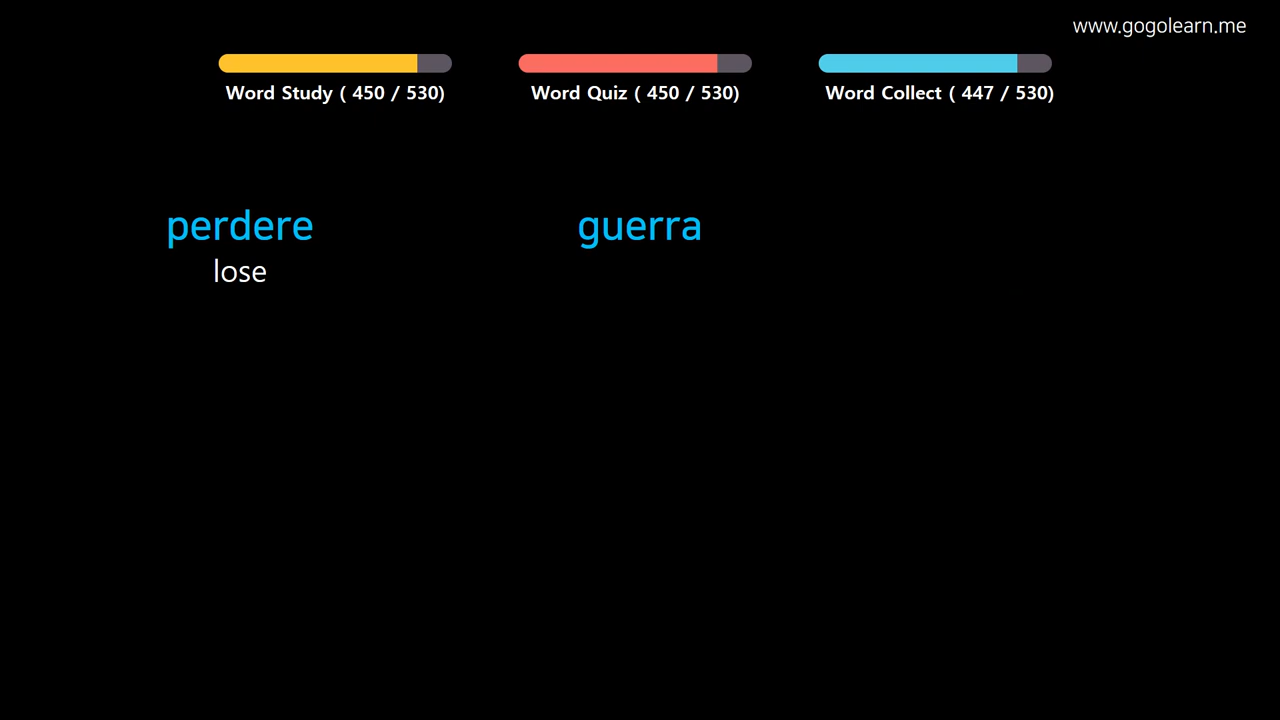 www.gogolearn.me
Word Study ( 450 / 530)
Word Quiz ( 450 / 530)
Word Collect ( 447 / 530)
perdere
guerra
lose